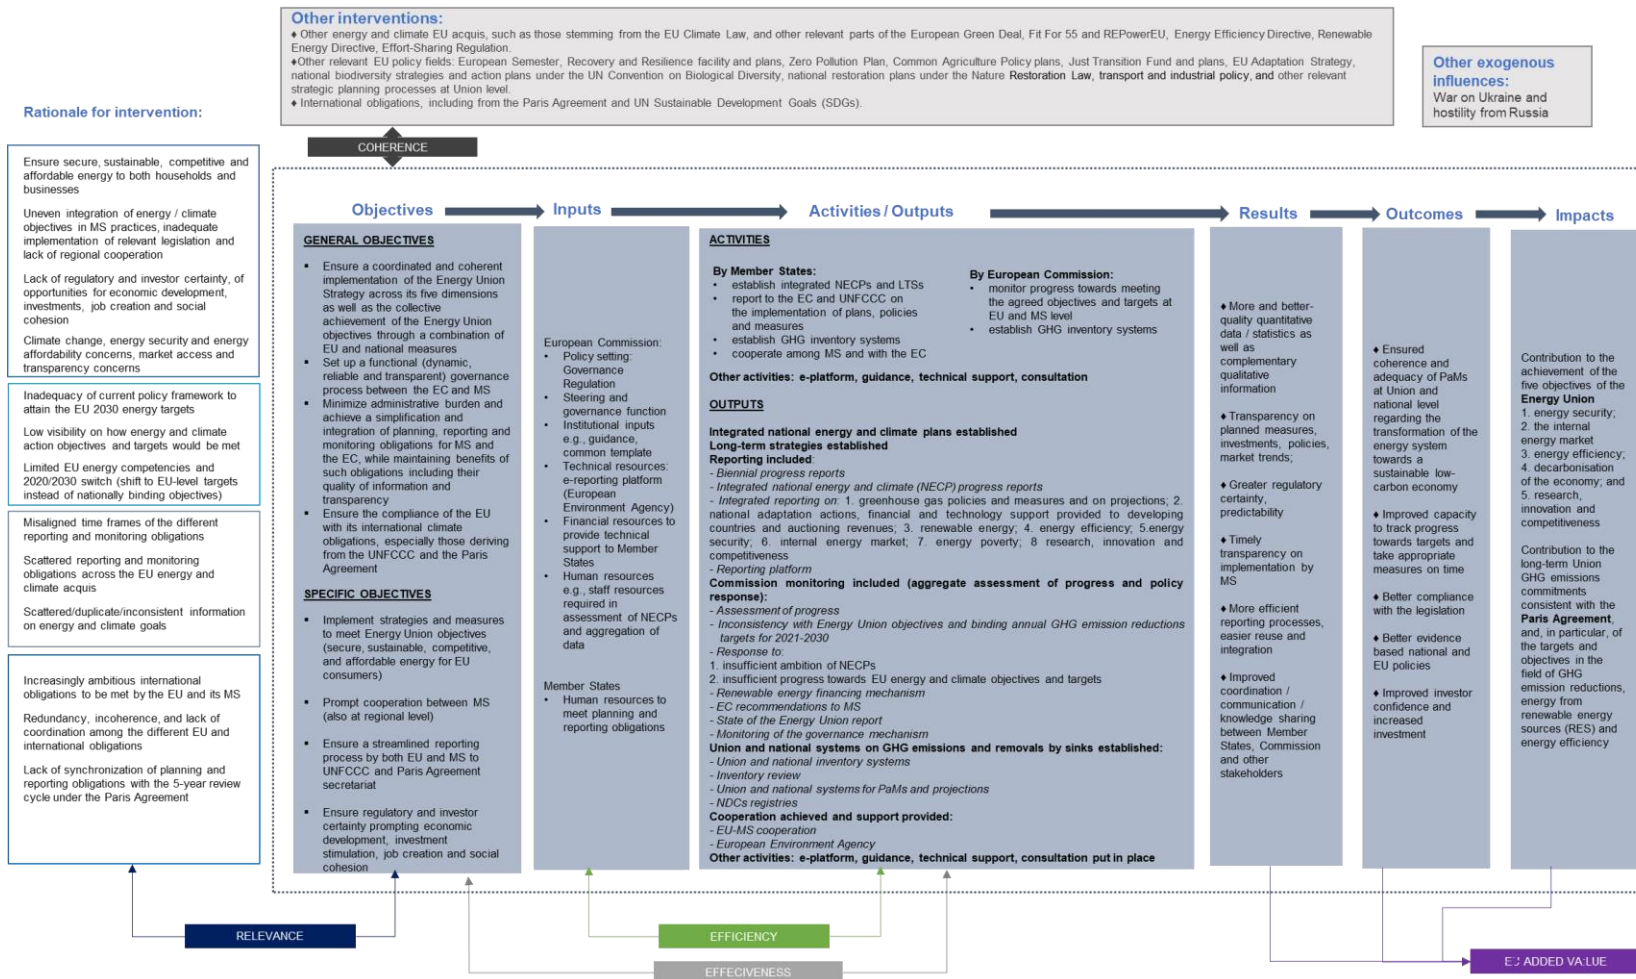 Other interventions:
♦ Other energy and climate EU acquis, such as those stemming from the EU Climate Law, and other relevant parts of the European Green Deal, Fit For 55 and REPowerEU, Energy Efficiency Directive, Renewable
Energy Directive, Effort-Sharing Regulation.
♦Other relevant EU policy fields: European Semester, Recovery and Resilience facility and plans, Zero Pollution Plan, Common Agriculture Policy plans, Just Transition Fund and plans, EU Adaptation Strategy,
national biodiversity strategies and action plans under the UN Convention on Biological Diversity, national restoration plans under the Nature Restoration Law, transport and industrial policy, and other relevant
strategic planning processes at Union level.
♦ International obligations, including from the Paris Agreement and UN Sustainable Development Goals (SDGs).
Other exogenous
influences:
War on Ukraine and
hostility from Russia
COHERENCE
Rationale for intervention:
Ensure secure, sustainable, competitive and
affordable energy to both households and
businesses
Uneven integration of energy / climate
objectives in MS practices, inadequate
implementation of relevant legislation and
lack of regional cooperation
Lack of regulatory and investor certainty, of
opportunities for economic development,
investments, job creation and social
cohesion
Climate change, energy security and energy
affordability concerns, market access and
transparency concerns
Inadequacy of current policy framework to
attain the EU 2030 energy targets
Low visibility on how energy and climate
action objectives and targets would be met
Limited EU energy competencies and
2020/2030 switch (shift to EU-level targets
instead of nationally binding objectives)
Misaligned time frames of the different
reporting and monitoring obligations
Scattered reporting and monitoring
obligations across the EU energy and
climate acquis
Scattered/duplicate/inconsistent information
on energy and climate goals
Increasingly ambitious international
obligations to be met by the EU and its MS
Redundancy, incoherence, and lack of
coordination among the different EU and
international obligations
Lack of synchronization of planning and
reporting obligations with the 5-year review
cycle under the Paris Agreement
Objectives
GENERAL OBJECTIVES
▪ Ensure a coordinated and coherent
implementation of the Energy Union
Strategy across its five dimensions
as well as the collective
achievement of the Energy Union
objectives through a combination of
EU and national measures
▪ Set up a functional (dynamic,
reliable and transparent) governance
process between the EC and MS
▪ Minimize administrative burden and
achieve a simplification and
integration of planning, reporting and
monitoring obligations for MS and
the EC, while maintaining benefits of
such obligations including their
quality of information and
transparency
▪ Ensure the compliance of the EU
with its international climate
obligations, especially those deriving
from the UNFCCC and the Paris
Agreement
SPECIFIC OBJECTIVES
▪ Implement strategies and measures
to meet Energy Union objectives
(secure, sustainable, competitive,
and affordable energy for EU
consumers)
▪ Prompt cooperation between MS
(also at regional level)
▪ Ensure a streamlined reporting
process by both EU and MS to
UNFCCC and Paris Agreement
secretariat
▪ Ensure regulatory and investor
certainty prompting economic
development, investment
stimulation, job creation and social
cohesion
Inputs
European Commission:
• Policy setting:
Governance
Regulation
• Steering and
governance function
• Institutional inputs
e.g., guidance,
common template
• Technical resources:
e-reporting platform
(European
Environment Agency)
• Financial resources to
provide technical
support to Member
States
• Human resources
e.g., staff resources
required in
assessment of NECPs
and aggregation of
data
Member States
• Human resources to
meet planning and
reporting obligations
Activities / Outputs
ACTIVITIES
By Member States:
• establish integrated NECPs and LTSs
• report to the EC and UNFCCC on
the implementation of plans, policies
and measures
• establish GHG inventory systems
• cooperate among MS and with the EC
By European Commission:
• monitor progress towards meeting
the agreed objectives and targets at
EU and MS level
• establish GHG inventory systems
Other activities: e-platform, guidance, technical support, consultation
OUTPUTS
Integrated national energy and climate plans established
Long-term strategies established
Reporting included:
- Biennial progress reports
- Integrated national energy and climate (NECP) progress reports
- Integrated reporting on: 1. greenhouse gas policies and measures and on projections; 2.
national adaptation actions, financial and technology support provided to developing
countries and auctioning revenues; 3. renewable energy; 4. energy efficiency; 5.energy
security; 6. internal energy market; 7. energy poverty; 8 research, innovation and
competitiveness
- Reporting platform
Commission monitoring included (aggregate assessment of progress and policy
response):
- Assessment of progress
- Inconsistency with Energy Union objectives and binding annual GHG emission reductions
targets for 2021-2030
- Response to:
1. insufficient ambition of NECPs
2. insufficient progress towards EU energy and climate objectives and targets
- Renewable energy financing mechanism
- EC recommendations to MS
- State of the Energy Union report
- Monitoring of the governance mechanism
Union and national systems on GHG emissions and removals by sinks established:
- Union and national inventory systems
- Inventory review
- Union and national systems for PaMs and projections
- NDCs registries
Cooperation achieved and support provided:
- EU-MS cooperation
- European Environment Agency
Other activities: e-platform, guidance, technical support, consultation put in place
Results
♦ More and better-
quality quantitative
data / statistics as
well as
complementary
qualitative
information
♦ Transparency on
planned measures,
investments, policies,
market trends;
♦ Greater regulatory
certainty,
predictability
♦ Timely
transparency on
implementation by
MS
♦ More efficient
reporting processes,
easier reuse and
integration
♦ Improved
coordination /
communication /
knowledge sharing
between Member
States, Commission
and other
stakeholders
Outcomes
♦ Ensured
coherence and
adequacy of PaMs
at Union and
national level
regarding the
transformation of the
energy system
towards a
sustainable low-
carbon economy
♦ Improved capacity
to track progress
towards targets and
take appropriate
measures on time
♦ Better compliance
with the legislation
♦ Better evidence
based national and
EU policies
♦ Improved investor
confidence and
increased
investment
Impacts
Contribution to the
achievement of the
five objectives of the
Energy Union
1. energy security;
2. the internal
energy market
3. energy efficiency;
4. decarbonisation
of the economy; and
5. research,
innovation and
competitiveness
Contribution to the
long-term Union
GHG emissions
commitments
consistent with the
Paris Agreement,
and, in particular, of
the targets and
objectives in the
field of GHG
emission reductions,
energy from
renewable energy
sources (RES) and
energy efficiency
RELEVANCE
EFFICIENCY
EFFECIVENESS
EU ADDED VA:LUE